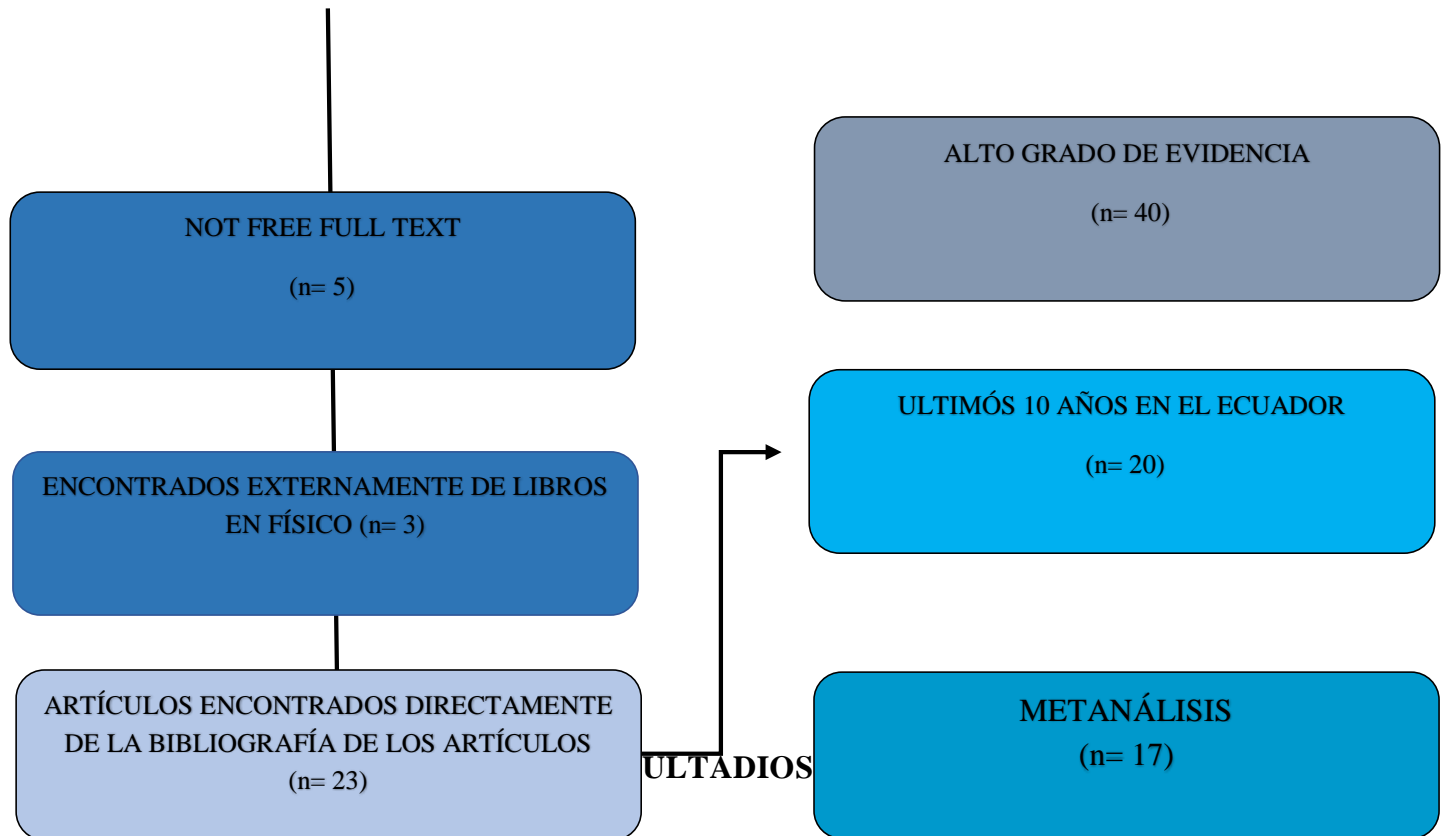 NOT FREE FULL TEXT
(n= 5)
ENCONTRADOS EXTERNAMENTE DE LIBROS
EN FÍSICO (n= 3)
ARTÍCULOS ENCONTRADOS DIRECTAMENTE
DE LA BIBLIOGRAFÍA DE LOS ARTÍCULOS
(n= 23)
ULTADIOS
ALTO GRADO DE EVIDENCIA
(n= 40)
ULTIMÓS 10 AÑOS EN EL ECUADOR
(n= 20)
METANÁLISIS
(n= 17)